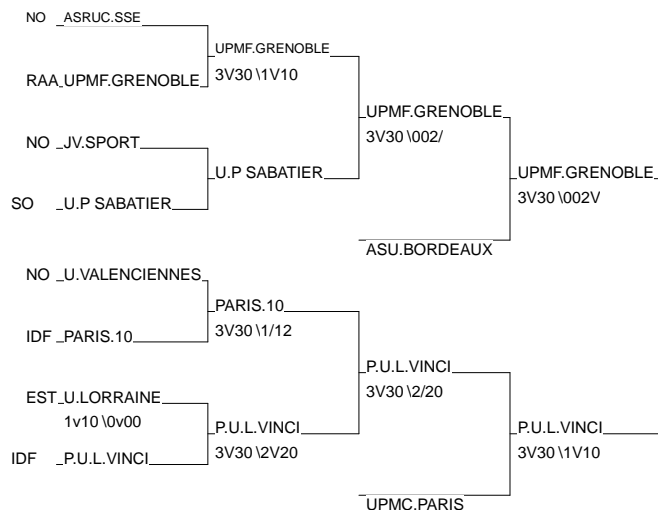 NO ASRUC.SSE
UPMF.GRENOBLE
3V30 \1V10
RAA UPMF.GRENOBLE
UPMF.GRENOBLE
3V30 \002/
NO JV.SPORT
U.P SABATIER
UPMF.GRENOBLE
3V30 \002V
SO U.P SABATIER
ASU.BORDEAUX
NO U.VALENCIENNES
PARIS.10
3V30 \1/12
IDF PARIS.10
P.U.L.VINCI
3V30 \2/20
EST U.LORRAINE
1v10 \0v00
P.U.L.VINCI
3V30 \2V20
P.U.L.VINCI
3V30 \1V10
IDF P.U.L.VINCI
UPMC.PARIS